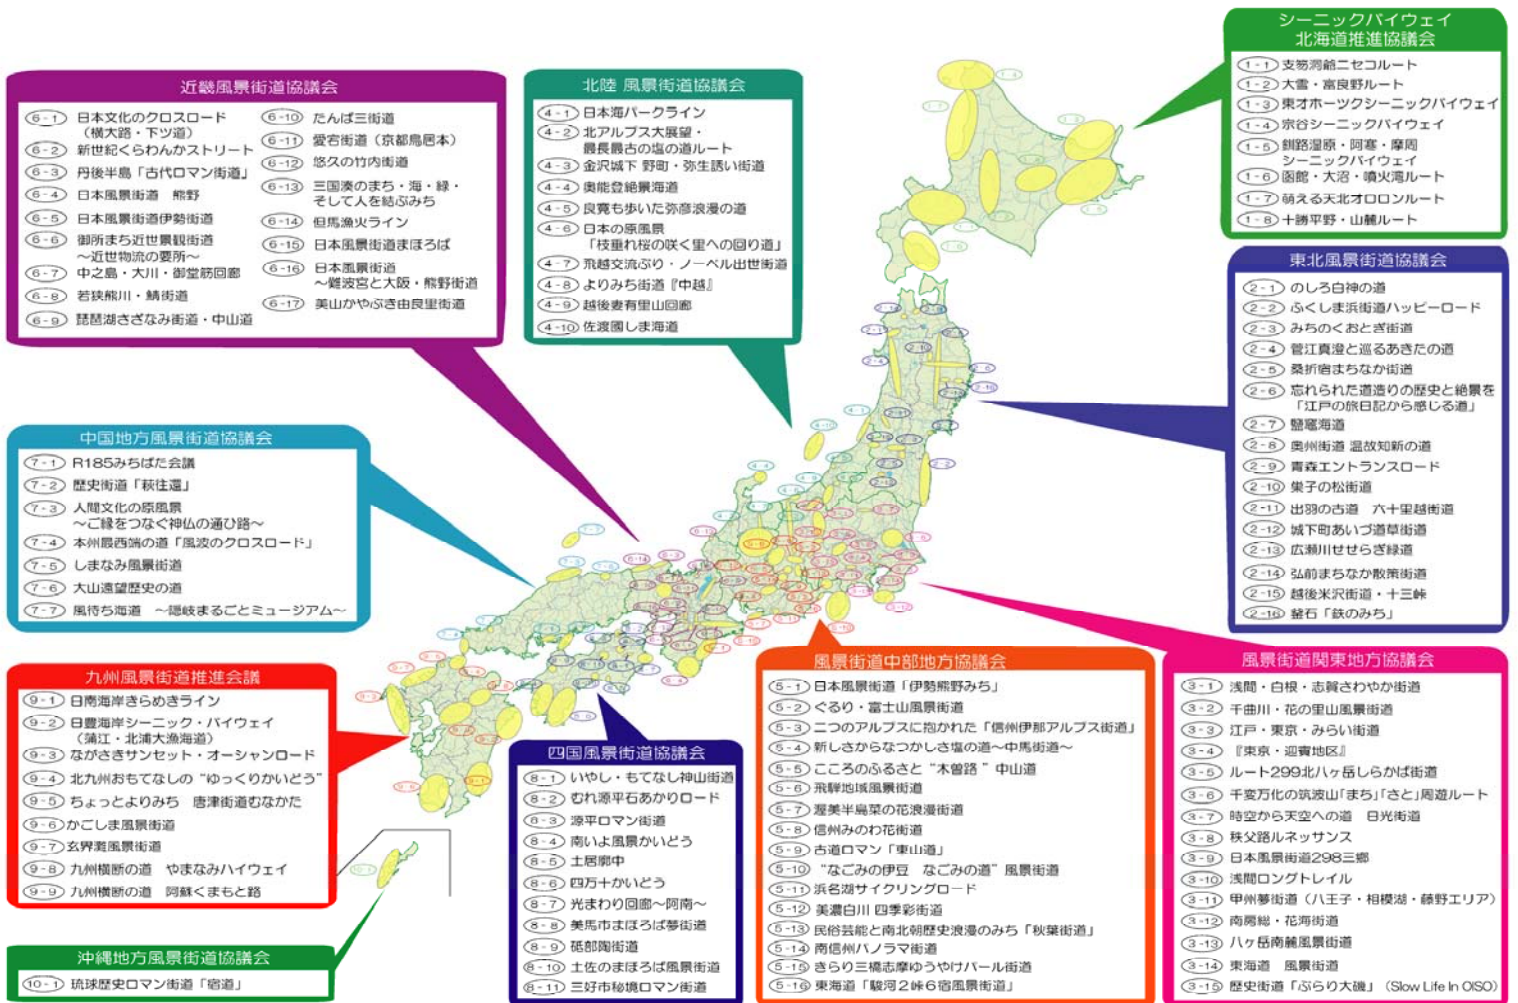 シーニックバイウェイ
北海道推進協議会
1-1 支笏洞爺ニセコルート
1-2 大雪・富良野ルート
1-3 東オホーツクシーニックバイウェイ
1-4 宗谷シーニックバイウェイ
1-5 釧路湿原・阿寒・摩周
シーニックバイウェイ
1-6 函館・大沼・噴火湾ルート
1-7 萌える天北オロロンルート
1-8 十勝平野・山麓ルート
近畿風景街道協議会
6-1 日本文化のクロスロード
（横大路・下ツ道）
6-2 新世紀くらわんかストリート
6-3 丹後半島「古代ロマン街道」
6-4 日本風景街道　熊野
6-5 日本風景街道伊勢街道
6-6 御所まち近世景観街道
～近世物流の要所～
6-7 中之島・大川・御堂筋回廊
6-8 若狭熊川・鯖街道
6-9 琵琶湖さざなみ街道・中山道
6-10 たんば三街道
6-11 愛宕街道（京都鳥居本）
6-12 悠久の竹内街道
6-13 三国湊のまち・海・緑・
そして人を結ぶみち
6-14 但馬漁火ライン
6-15 日本風景街道まほろば
6-16 日本風景街道
～難波宮と大阪・熊野街道
6-17 美山かやぶき由良里街道
北陸 風景街道協議会
4-1 日本海パークライン
4-2 北アルプス大展望・
最長最古の塩の道ルート
4-3 金沢城下 野町・弥生誘い街道
4-4 奥能登絶景海道
4-5 良寛も歩いた弥彦浪漫の道
4-6 日本の原風景
「枝垂れ桜の咲く里への回り道」
4-7 飛越交流ぶり・ノーベル出世街道
4-8 よりみち街道『中越』
4-9 越後妻有里山回廊
4-10 佐渡國しま海道
東北風景街道協議会
2-1 のしろ白神の道
2-2 ふくしま浜街道ハッピーロード
2-3 みちのくおとぎ街道
2-4 菅江真澄と巡るあきたの道
2-5 桑折宿まちなか街道
2-6 忘れられた道造りの歴史と絶景を
「江戸の旅日記から感じる道」
2-7 鹽竈海道
2-8 奥州街道 温故知新の道
2-9 青森エントランスロード
2-10 巣子の松街道
2-11 出羽の古道　六十里越街道
2-12 城下町あいづ道草街道
2-13 広瀬川せせらぎ緑道
2-14 弘前まちなか散策街道
2-15 越後米沢街道・十三峠
2-16 釜石「鉄のみち」
中国地方風景街道協議会
7-1 R185みちばた会議
7-2 歴史街道「萩往還」
7-3 人間文化の原風景
～ご縁をつなぐ神仏の通ひ路～
7-4 本州最西端の道「風波のクロスロード」
7-5 しまなみ風景街道
7-6 大山遠望歴史の道
7-7 風待ち海道　～隠岐まるごとミュージアム～
九州風景街道推進会議
9-1 日南海岸きらめきライン
9-2 日豊海岸シーニック・バイウェイ
（蒲江・北浦大漁海道）
9-3 ながさきサンセット・オーシャンロード
9-4 北九州おもてなしの“ゆっくりかいどう”
9-5 ちょっとよりみち　唐津街道むなかた
9-6 かごしま風景街道
9-7 玄界灘風景街道
9-8 九州横断の道　やまなみハイウェイ
9-9 九州横断の道　阿蘇くまもと路
沖縄地方風景街道協議会
10-1 琉球歴史ロマン街道「宿道」
四国風景街道協議会
8-1 いやし・もてなし神山街道
8-2 むれ源平石あかりロード
8-3 源平ロマン街道
8-4 南いよ風景かいどう
8-5 土居廓中
8-6 四万十かいどう
8-7 光まわり回廊～阿南～
8-8 美馬市まほろば夢街道
8-9 砥部陶街道
8-10 土佐のまほろば風景街道
8-11 三好市秘境ロマン街道
風景街道中部地方協議会
5-1 日本風景街道「伊勢熊野みち」
5-2 ぐるり・富士山風景街道
5-3 二つのアルプスに抱かれた「信州伊那アルプス街道」
5-4 新しさからなつかしさ塩の道～中馬街道～
5-5 こころのふるさと“木曽路”中山道
5-6 飛騨地域風景街道
5-7 渥美半島菜の花浪漫街道
5-8 信州みのわ花街道
5-9 古道ロマン「東山道」
5-10 “なごみの伊豆　なごみの道”風景街道
5-11 浜名湖サイクリングロード
5-12 美濃白川 四季彩街道
5-13 民俗芸能と南北朝歴史浪漫のみち「秋葉街道」
5-14 南信州パノラマ街道
5-15 きらり三橋志摩ゆうやけパール街道
5-16 東海道「駿河２峠６宿風景街道」
風景街道関東地方協議会
3-1 浅間・白根・志賀さわやか街道
3-2 千曲川・花の里山風景街道
3-3 江戸・東京・みらい街道
3-4 『東京・迎賓地区』
3-5 ルート299北八ヶ岳しらかば街道
3-6 千変万化の筑波山「まち」「さと」周遊ルート
3-7 時空から天空への道　日光街道
3-8 秩父路ルネッサンス
3-9 日本風景街道298三郷
3-10 浅間ロングトレイル
3-11 甲州夢街道（八王子・相模湖・藤野エリア）
3-12 南房総・花海街道
3-13 八ヶ岳南麓風景街道
3-14 東海道　風景街道
3-15 歴史街道「ぶらり大磯」（Slow Life In OISO）